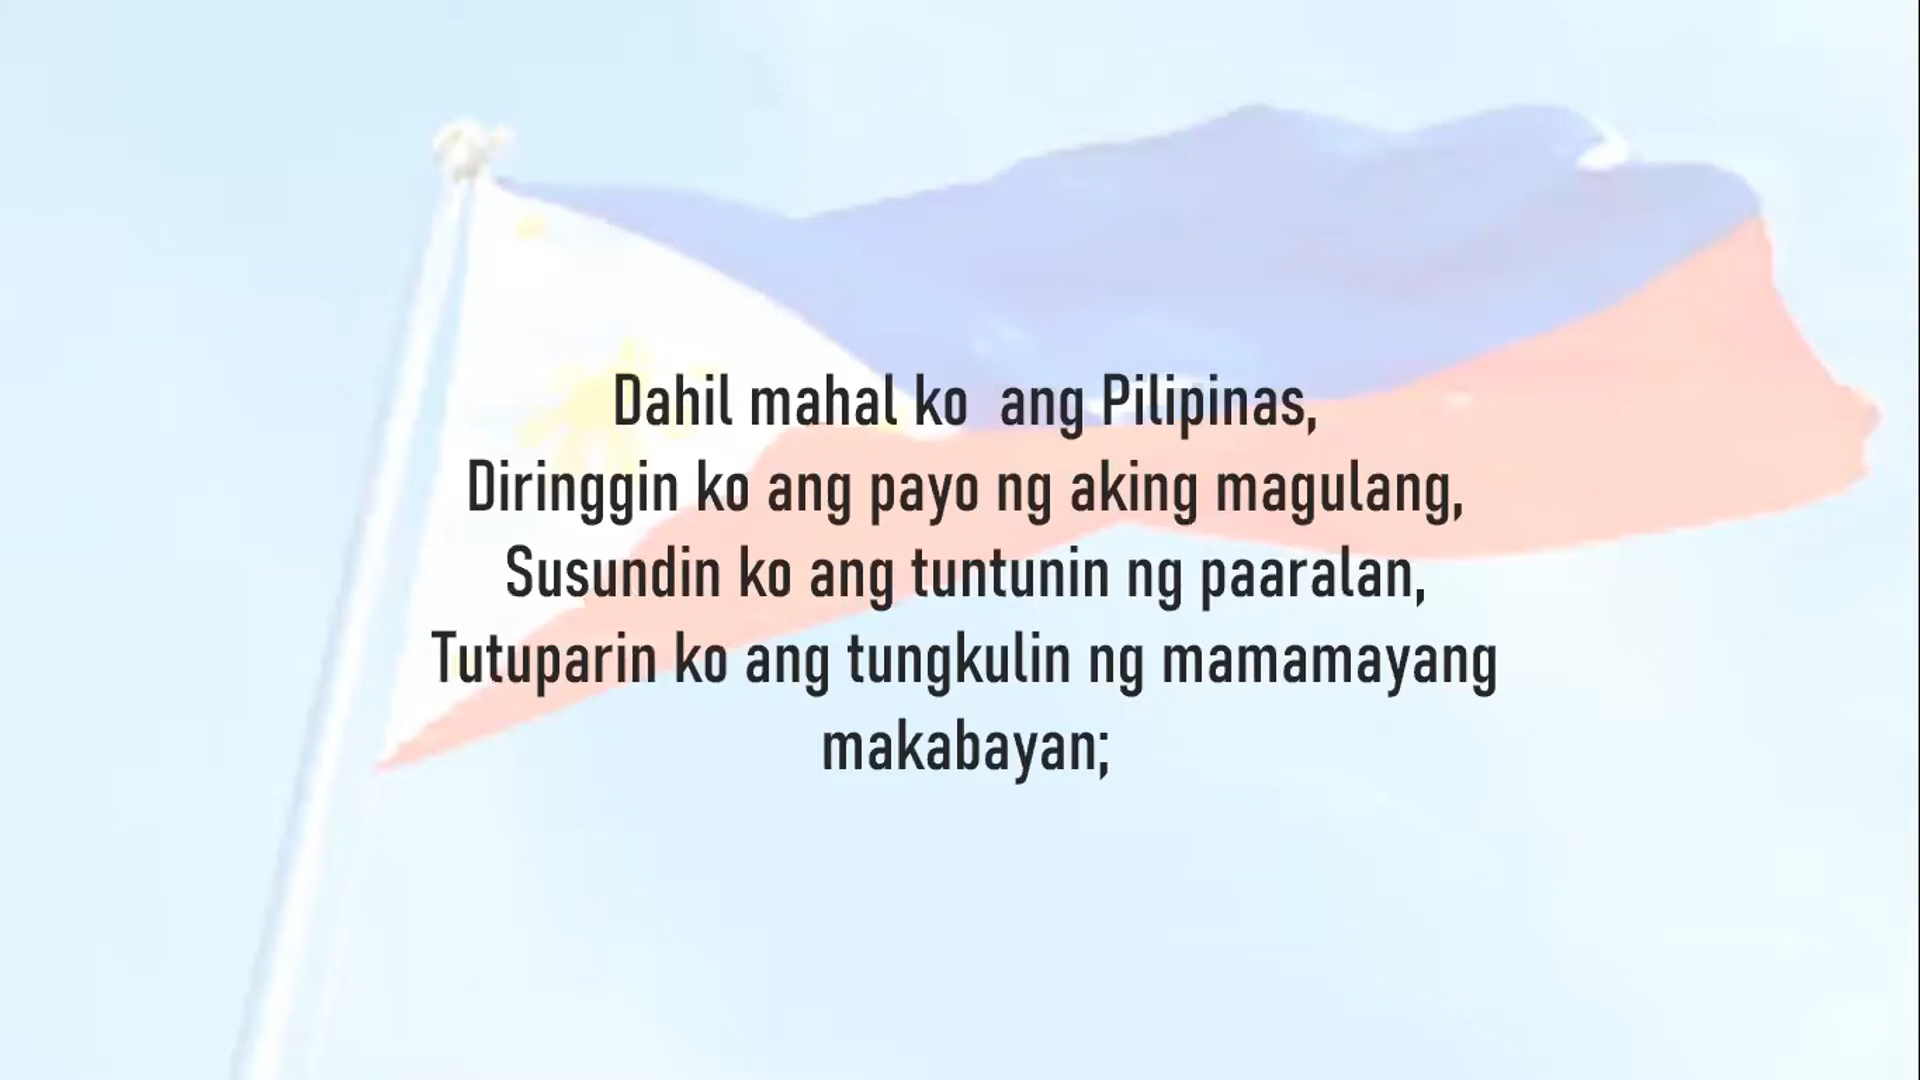 Dahil mahal ko  ang Pilipinas,
Diringgin ko ang payo ng aking magulang,
Susundin ko ang tuntunin ng paaralan,
Tutuparin ko ang tungkulin ng mamamayang
makabayan;